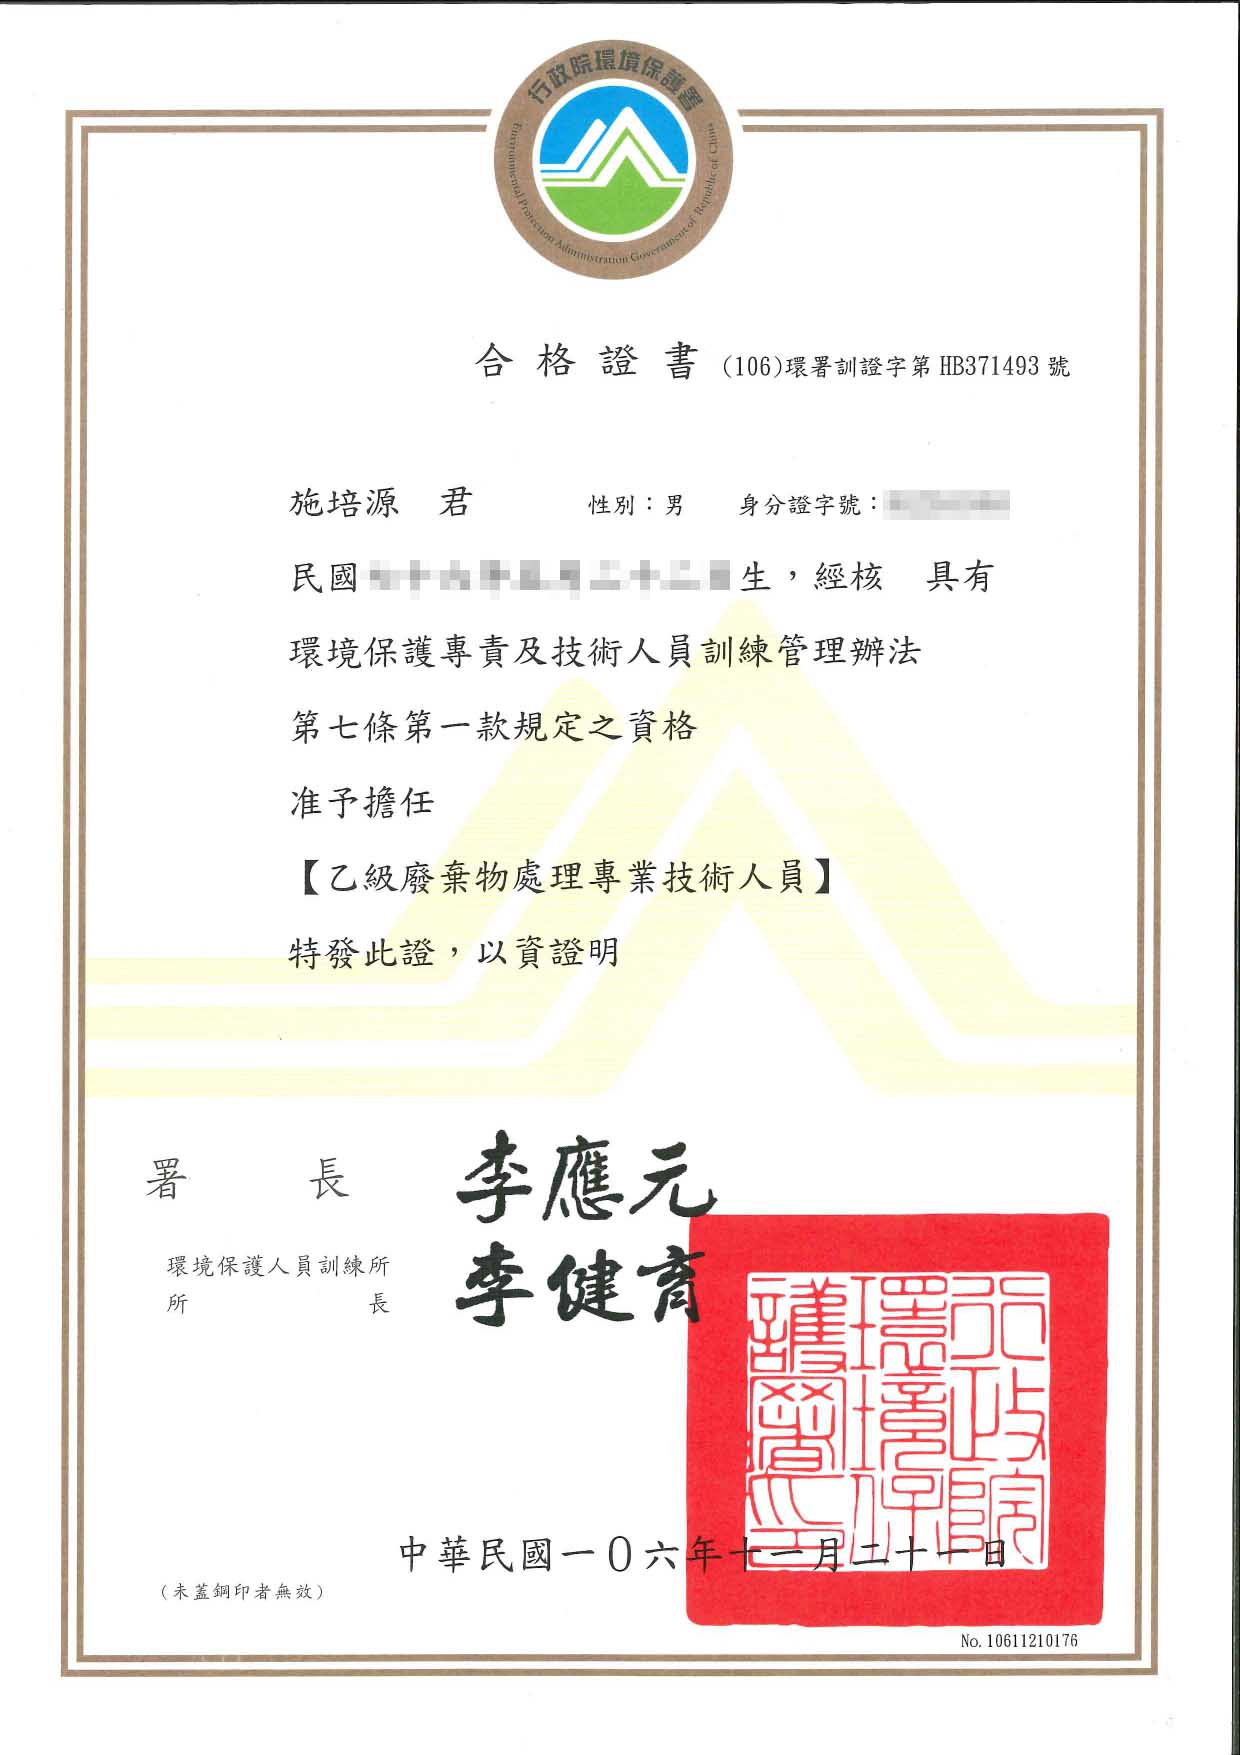 行政院環境保護署
Environmental Protection Administration Government of Republic of China
合格證書 (106)環署訓證字第HB371493號
施培源 君 性別:男 身分證字號:
民國 生,經核 具有
環境保護專責及技術人員訓練管理辦法
第七條第一款規定之資格
准予擔任
【乙級廢棄物處理專業技術人員】
特發此證,以資證明
署長 李應元
環境保護人員訓練所
所長 李健育
行政院環境保護署印
中華民國一0六年十一月二十一日
(未蓋鋼印者無效)
No. 10611210176